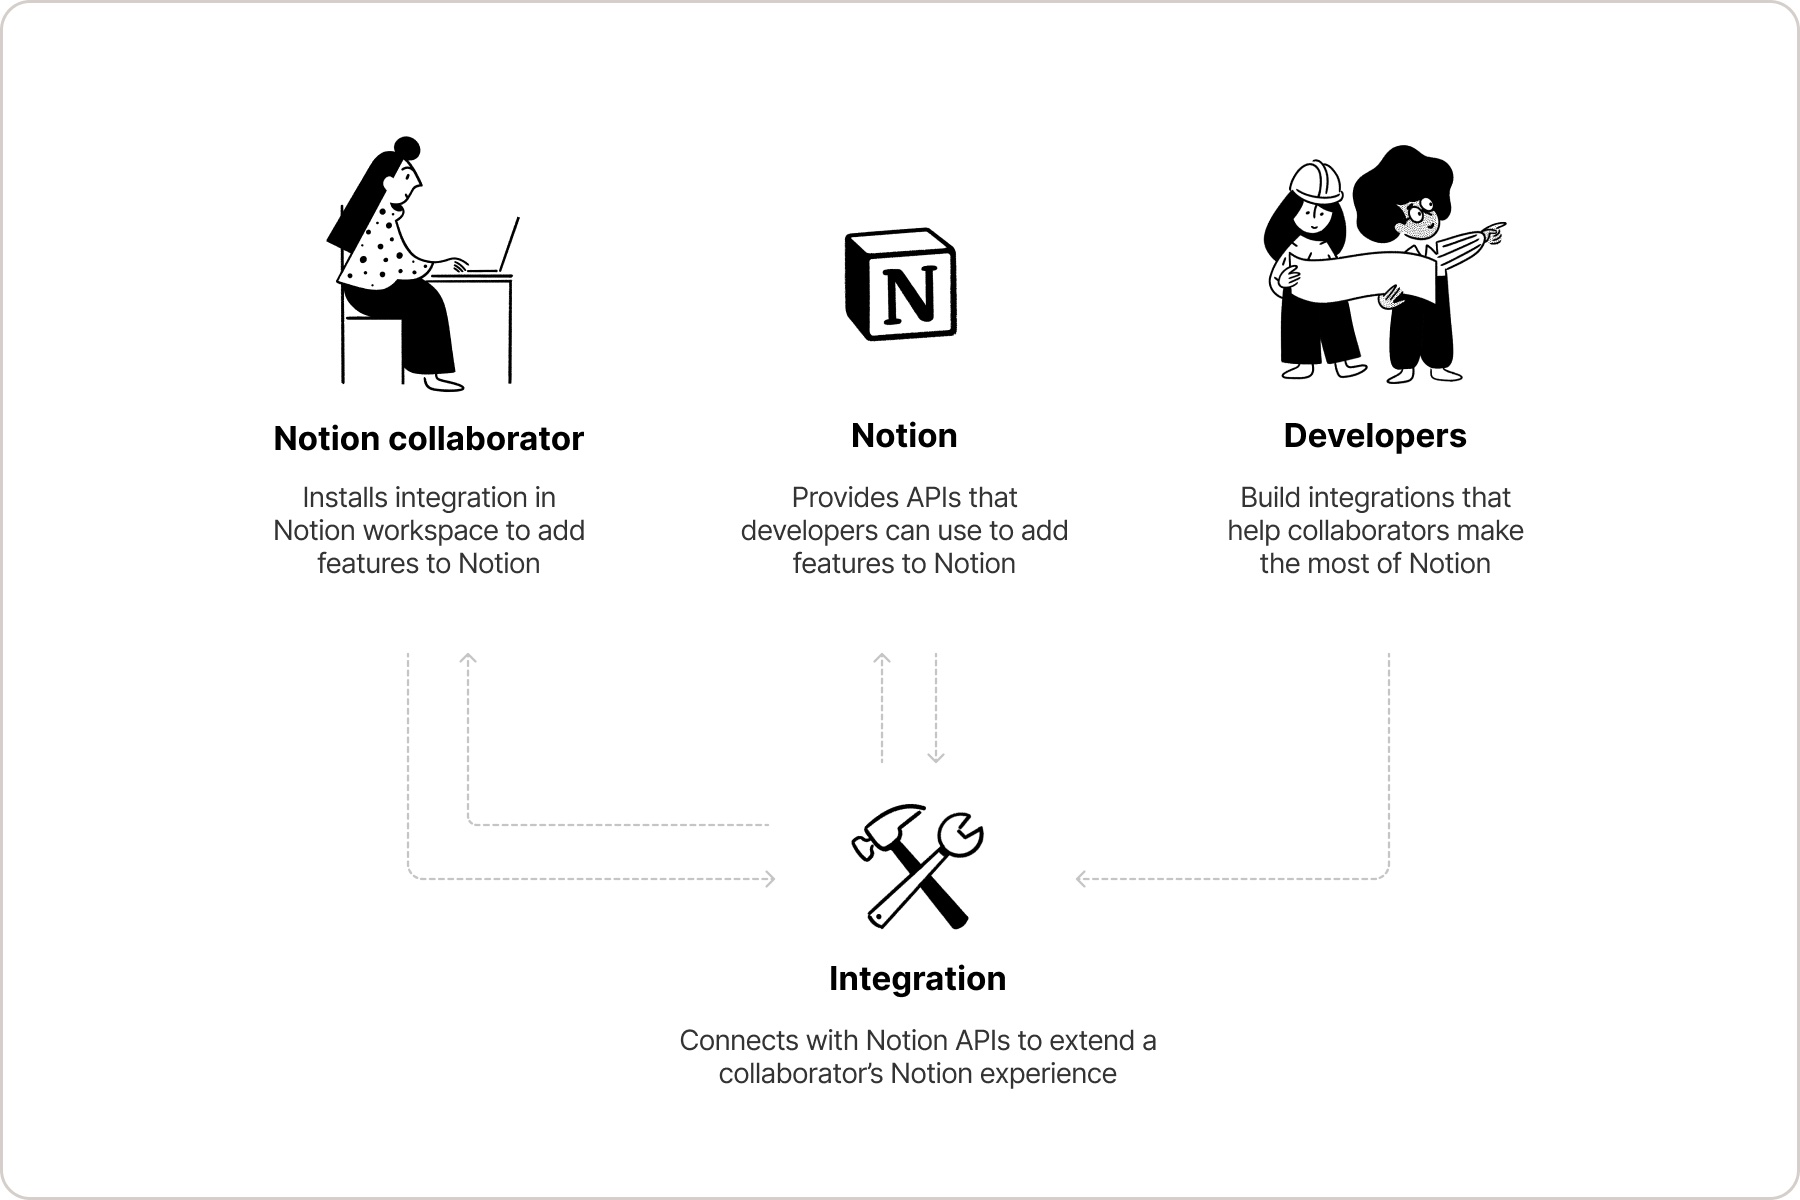 N
Notion collaborator
Installs integration in
Notion workspace to add
features to Notion
Notion
Provides APIs that
developers can use to add
features to Notion
Developers
Build integrations that
help collaborators make
the most of Notion
Integration
Connects with Notion APIs to extend a
collaborator’s Notion experience